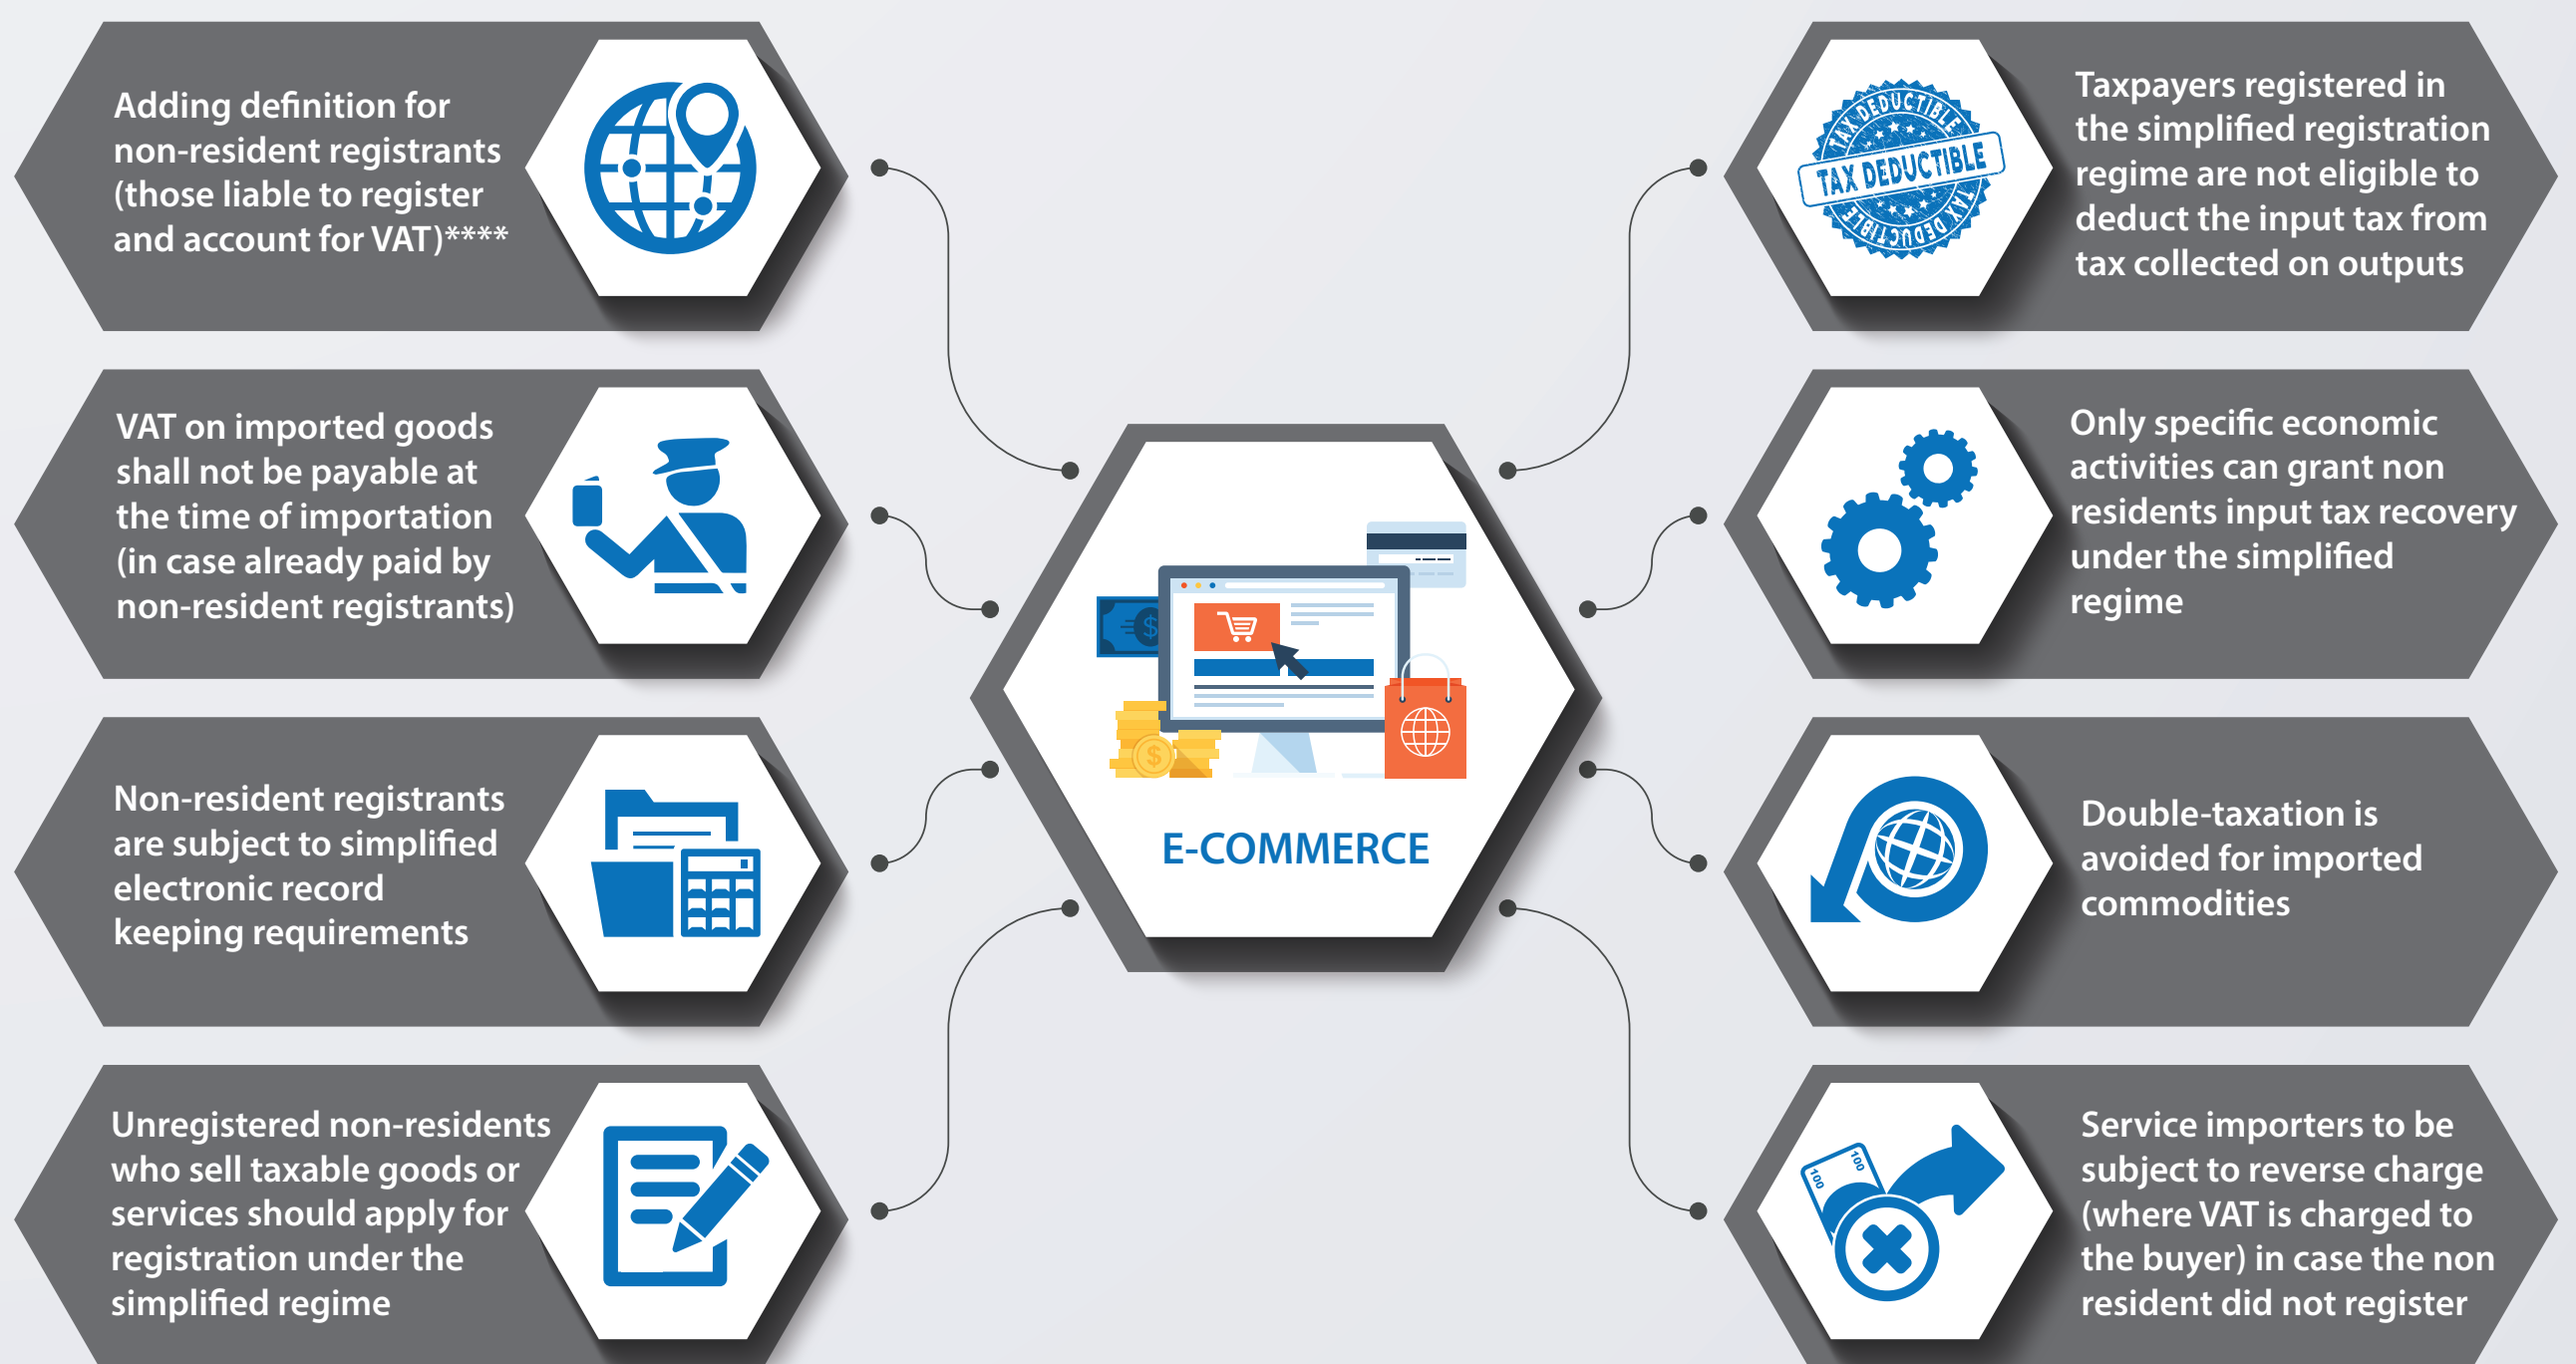 Adding definition for
non-resident registrants
(those liable to register
and account for VAT)****
VAT on imported goods
shall not be payable at
the time of importation
(in case already paid by
non-resident registrants)
Non-resident registrants
are subject to simplified
electronic record
keeping requirements
Unregistered non-residents
who sell taxable goods or
services should apply for
registration under the
simplified regime
$
$
E-COMMERCE
TAX DEDUCTIBLE
TAX DEDUCTIBLE
TAX DEDUCTIBLE
Taxpayers registered in
the simplified registration
regime are not eligible to
deduct the input tax from
tax collected on outputs
Only specific economic
activities can grant non
residents input tax recovery
under the simplified
regime
Double-taxation is
avoided for imported
commodities
100
100
Service importers to be
subject to reverse charge
(where VAT is charged to
the buyer) in case the non
resident did not register